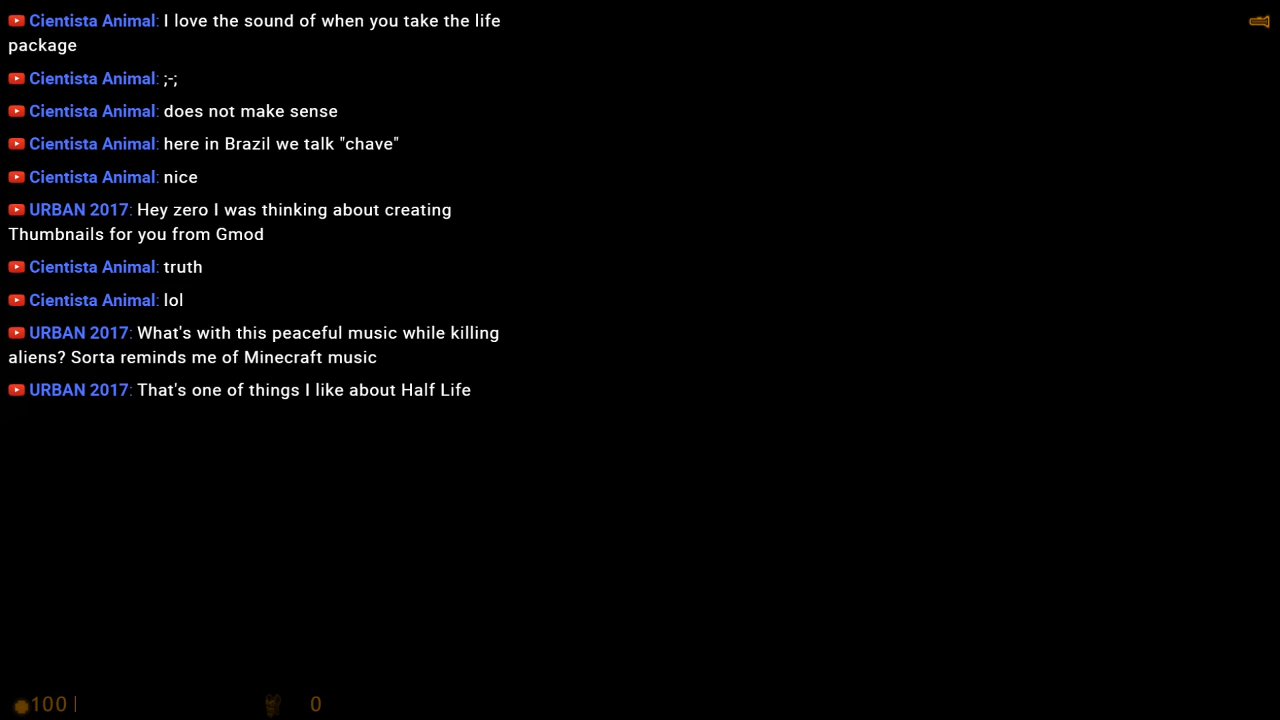 Cientista Animal: I love the sound of when you take the life
package
Cientista Animal: ;-;
Cientista Animal: does not make sense
Cientista Animal: here in Brazil we talk "chave"
Cientista Animal: nice
URBAN 2017: Hey zero I was thinking about creating
Thumbnails for you from Gmod
Cientista Animal: truth
Cientista Animal: lol
URBAN 2017: What's with this peaceful music while killing
aliens? Sorta reminds me of Minecraft music
URBAN 2017: That's one of things I like about Half Life
100 | 0